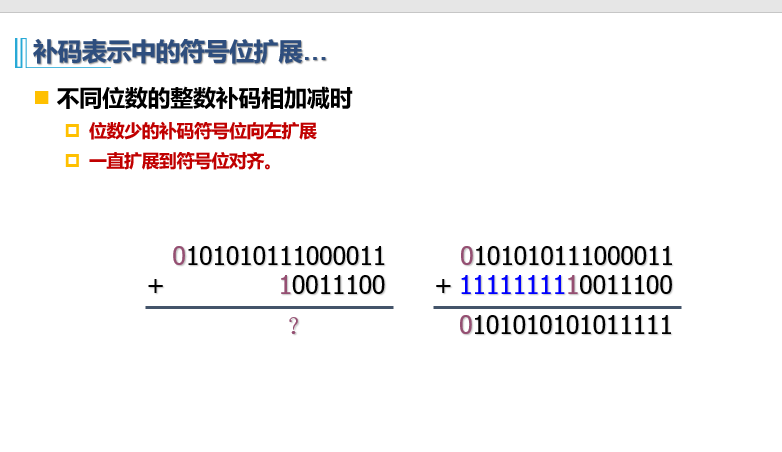 补码表示中的符号位扩展…
不同位数的整数补码相加减时
位数少的补码符号位向左扩展
一直扩展到符号位对齐。
0101010111000011
+ 10011100
?
0101010111000011
+ 1111111110011100
0101010101011111